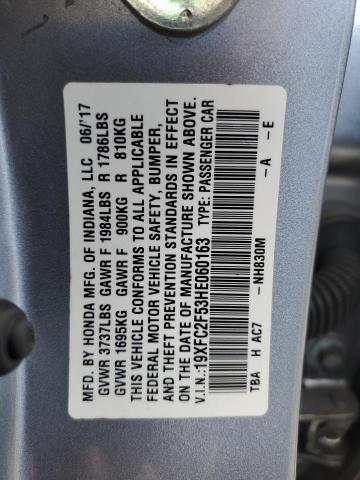 MFD. BY HONDA MFG. OF INDIANA, LLC 06/'17
GVWR 3737LBS GAWR F 1984LBS R 1786LBS
GVWR 1695KG GAWR F 900KG R 810KG
THIS VEHICLE CONFORMS TO ALL APPLICABLE
FEDERAL MOTOR VEHICLE SAFETY, BUMPER,
AND THEFT PREVENTION STANDARDS IN EFFECT
ON THE DATE OF MANUFACTURE SHOWN ABOVE.
V.I.N.:19XFC2F53HE060163 TYPE: PASSENGER CAR
TBA H AC7 -NH830M -A -E